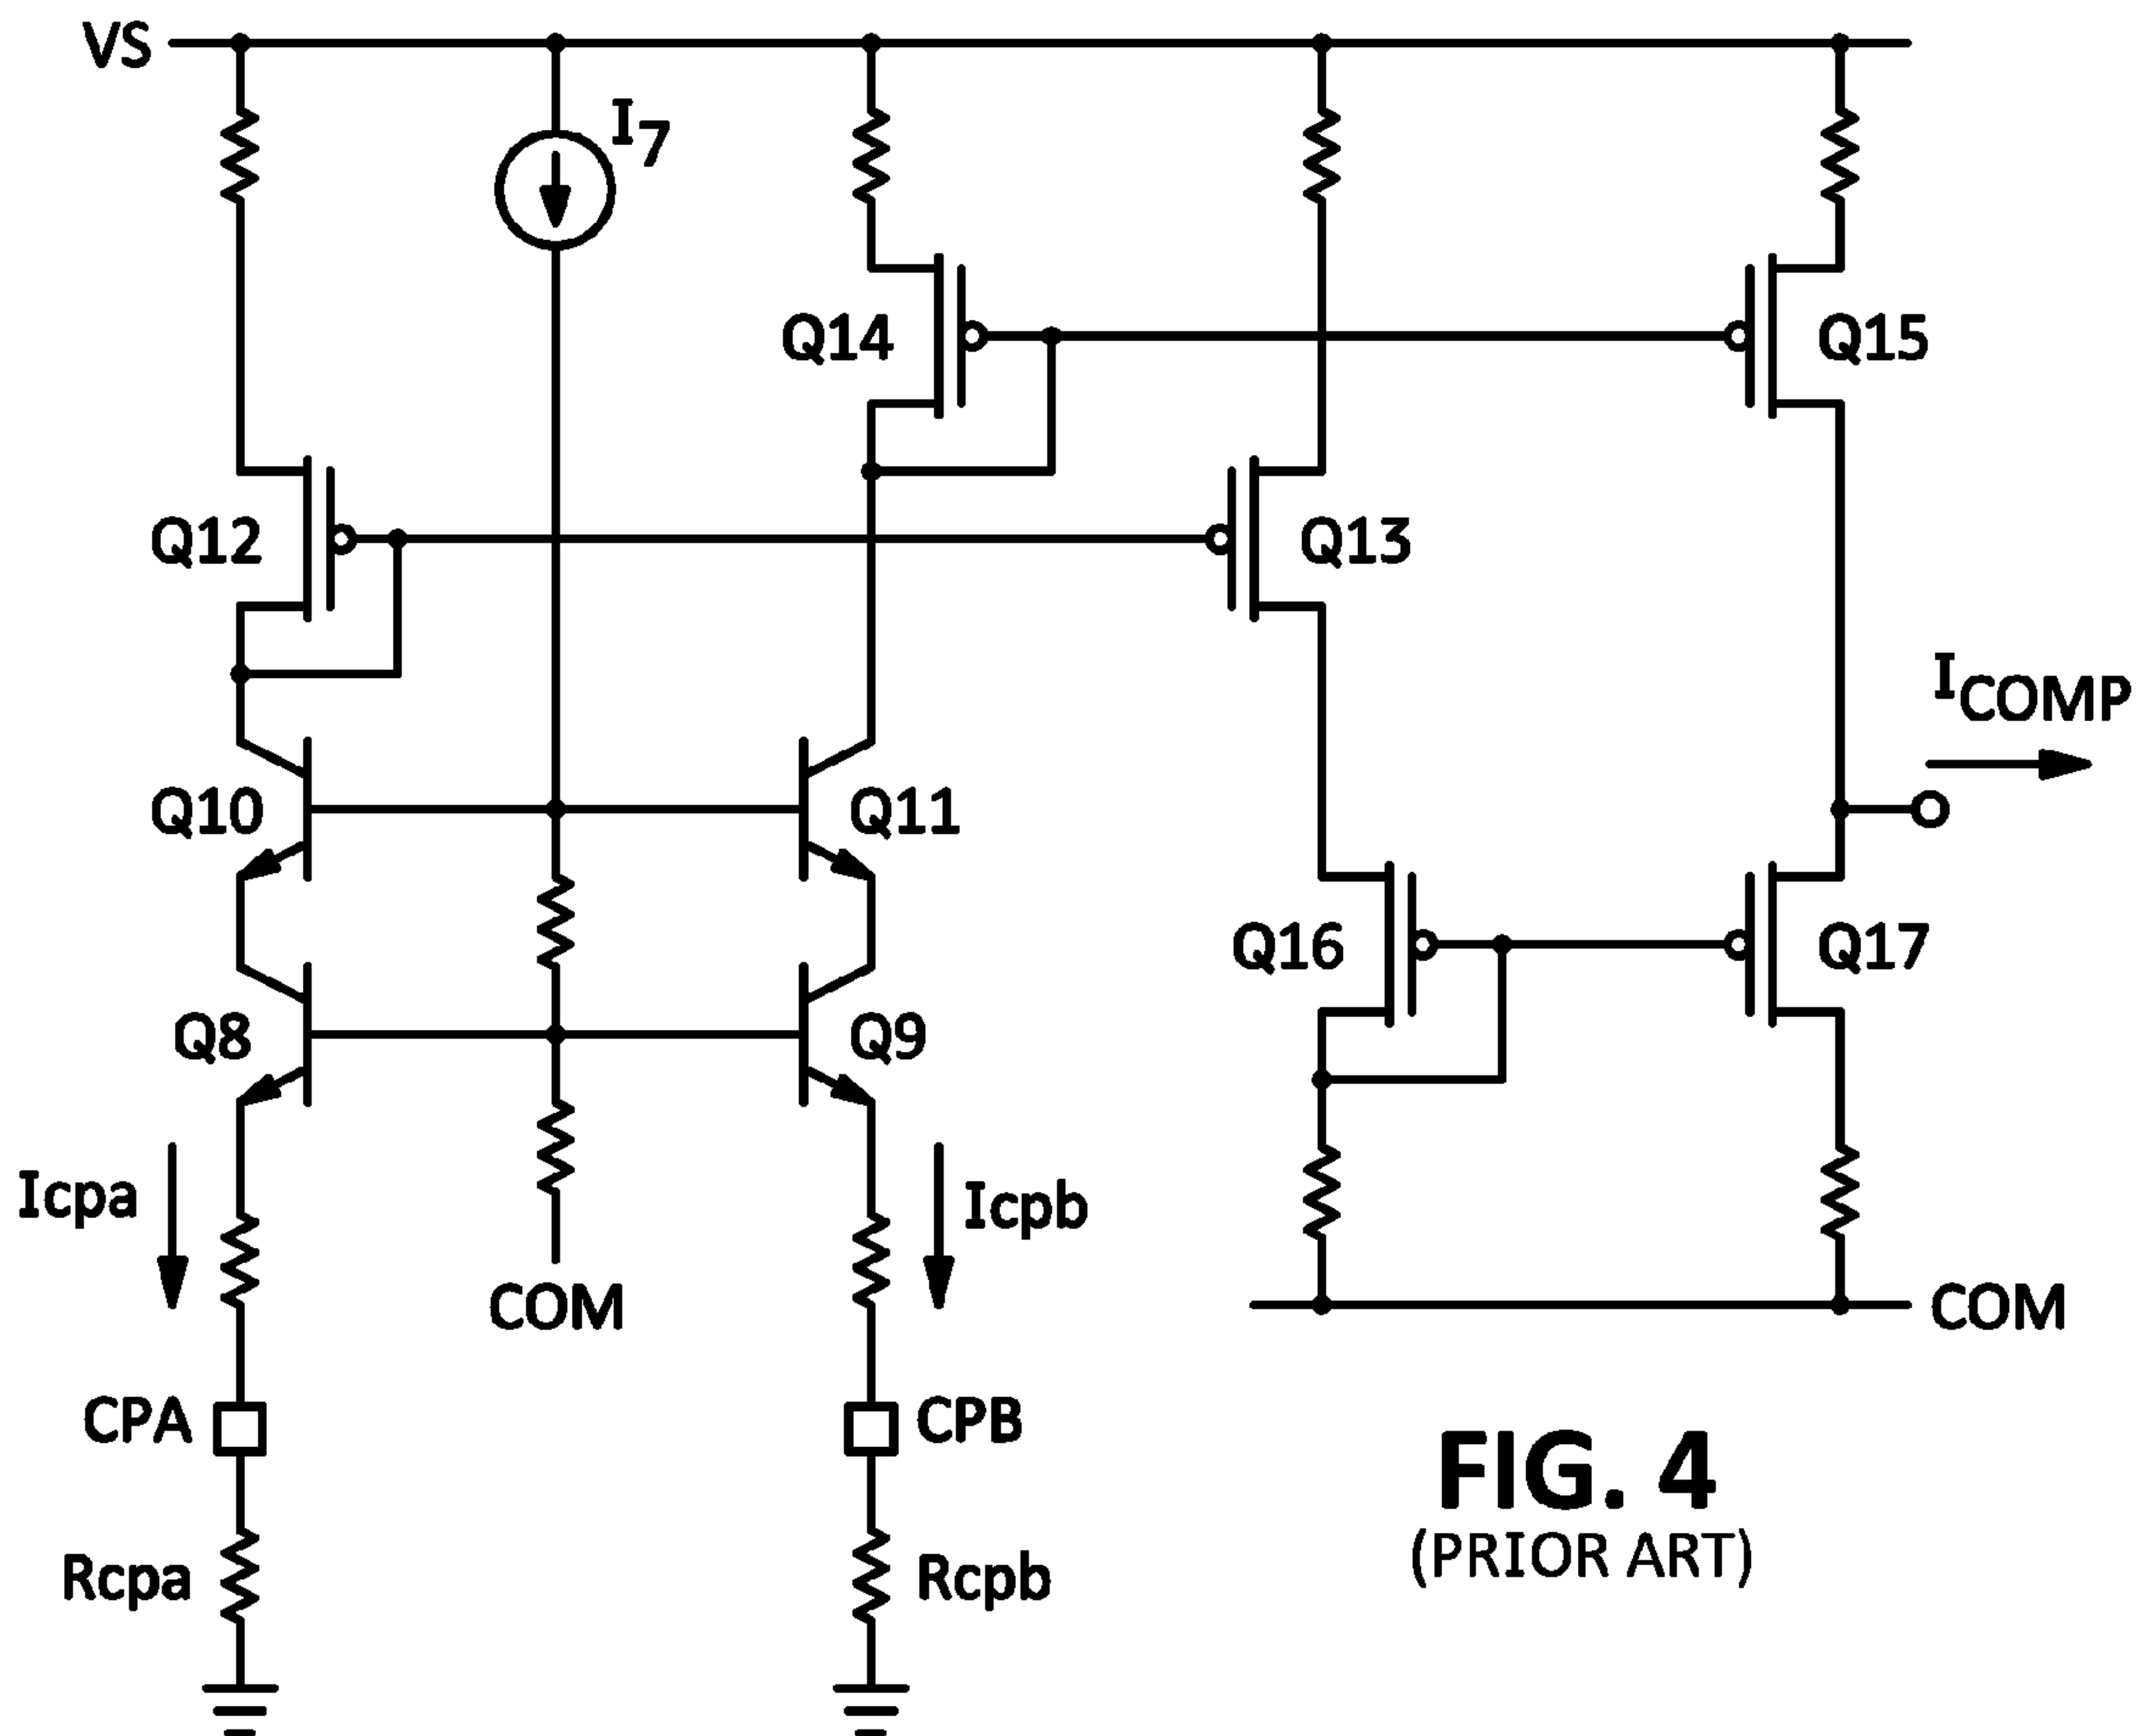 VS
I7
Q14
Q15
Q12
Q13
ICOMP
Q10
Q11
Q16
Q17
Q8
Q9
Icpa
Icpb
COM
COM
CPA
CPB
FIG. 4
(PRIOR ART)
Rcpa
Rcpb